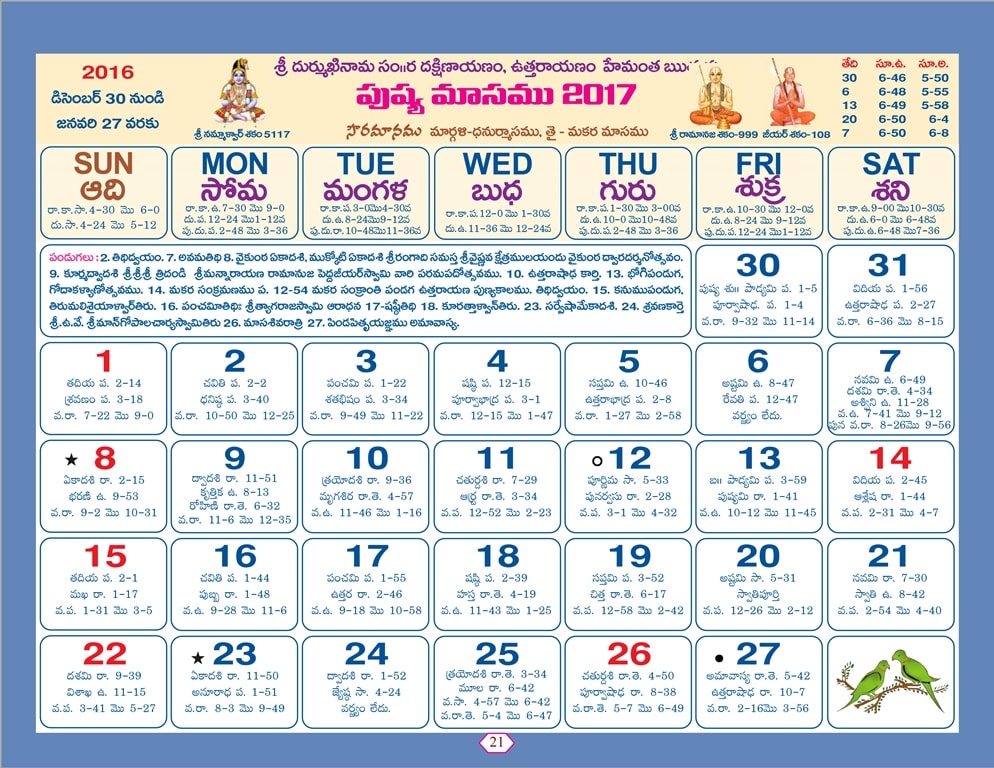 2016
డిసెంబర్ 30 నుండి
జనవరి 27 వరకు
శ్రీ దుర్ముఖినామ సం॥ర దక్షిణాయణం, ఉత్తరాయణం హేమంత
పుష్య మాసము 2017
సౌరమానము మార్గళి-ధనుర్మాసము, తై - మకర మాసము
శ్రీ నమ్మాళ్వార్ శకం 5117
శ్రీ రామానుజ శకం-999 జీయర్ శకం-108
తేది సూ.ఉ. సూ.అ.
30 6-46 5-50
6 6-48 5-55
13 6-49 5-58
20 6-50 6-4
7 6-50 6-8
SUN MON TUE WED THU FRI SAT
ఆది సోమ మంగళ బుధ గురు శుక్ర శని
రా.కా.సా.4-30 మొ 6-0
దు.సా. 4-24 మొ 5-12
రా.కా.ఉ.7-30 మొ 9-0
దు.ప.12-24 మొ1-12వ
పు.దు.ప. 2-48 మొ 3-36
రా.కా.ప.3-0మొ4-30వ
దు.ఉ.8-24మొ9-12వ
పు.దు.రా.10-48మొ11-36వ
రా.కా.ప.12-0 మొ 1-30వ
దు.ఉ.11-36 మొ 12-24వ
రా.కా.ప.1-30 మొ 3-00వ
దు.ఉ.10-0 మొ10-48వ
పు.దు.ప. 2-48 మొ 3-36వ
రా.కా.ఉ.10-30 మొ 12-0వ
దు.ఉ.8-24 మొ 9-12వ
పు.దు.ప.12-24 మొ1-12వ
రా.కా.ఉ.9-00 మొ10-30వ
దు.ఉ.6-0 మొ 6-48వ
పు.దు.ఉ.6-48 మొ7-36
పండుగలు : 2. తిథిద్వయం. 7. అవమతిథి 8. వైకుంఠ ఏకాదశి, ముక్కోటి ఏకాదశి శ్రీరంగాది సమస్త శ్రీవైష్ణవ క్షేత్రములయందు వైకుంఠ ద్వారదర్శనోత్సవం.
9. కూర్మద్వాదశి శ్రీశ్రీశ్రీ త్రిదండి శ్రీమన్నారాయణ రామానుజ పెద్దజీయర్‌స్వామి వారి పరమపదోత్సవము. 10. ఉత్తరాషాఢ కార్తి. 13. భోగిపండుగ,
గోదాకళ్యాణోత్సవము. 14. మకర సంక్రమణము ప. 12-54 మకర సంక్రాంతి పండగ ఉత్తరాయణ పుణ్యకాలము. తిథిద్వయం. 15. కనుముపండుగ,
తిరుమళిశైయాళ్వార్‌తిరు. 16. పంచమితిథిః శ్రీత్యాగరాజస్వామి ఆరాధన 17-షష్ఠీతిథి 18. కూరత్తాళ్వాన్‌తిరు. 23. సర్వేషామేకాదశి. 24. శ్రవణకార్తె
శ్రీ.ఉ.వే. శ్రీమాన్‌గోపాలచార్యస్వామితిరు 26. మాసశివరాత్రి 27. పిండపితృయజ్ఞము అమావాస్య.
30
పుష్య శు॥ పాడ్యమి ప. 1-5
పూర్వాషాఢ ప. 1-4
వ.రా. 9-32 మొ 11-14
31
విదియ ప. 1-56
ఉత్తరాషాఢ ప. 2-27
వ.రా. 6-36 మొ 8-15
1
తదియ ప. 2-14
శ్రవణం ప. 3-18
వ.రా. 7-22 మొ 9-0
2
చవితి ప. 2-2
ధనిష్ఠ ప. 3-40
వ.రా. 10-50 మొ 12-25
3
పంచమి ప. 1-22
శతభిషం ప. 3-34
వ.రా. 9-49 మొ 11-22
4
షష్ఠి ప. 12-15
పూర్వాభాద్ర ప. 3-1
వ.రా. 12-15 మొ 1-47
5
సప్తమి ఉ. 10-46
ఉత్తరాభాద్ర ప. 2-8
వ.రా. 1-27 మొ 2-58
6
అష్టమి ఉ. 8-47
రేవతి ప. 12-47
వర్జ్యం లేదు.
7
నవమి ఉ. 6-49
దశమి రా.తె. 4-34
అశ్విని ఉ. 11-28
వ.ఉ. 7-41 మొ 9-12
పున వ.రా. 8-26మొ 9-56
★ 8
ఏకాదశి రా. 2-15
భరణి ఉ. 9-53
వ.రా. 9-2 మొ 10-31
9
ద్వాదశి రా. 11-51
కృత్తిక ఉ. 8-13
రోహిణి రా.తె. 6-32
వ.రా. 11-6 మొ 12-35
10
త్రయోదశి రా. 9-36
మృగశిర రా.తె. 4-57
వ.ఉ. 11-46 మొ 1-16
11
చతుర్దశి రా. 7-29
ఆర్ద్ర రా.తె. 3-34
వ.ప. 12-52 మొ 2-23
12
పూర్ణిమ సా. 5-33
పునర్వసు రా. 2-28
వ.ప. 3-1 మొ 4-32
13
బ॥ పాడ్యమి ప. 3-59
పుష్యమి రా. 1-41
వ.ఉ. 10-12 మొ 11-45
14
విదియ ప. 2-45
ఆశ్లేష రా. 1-44
వ.ప. 2-31 మొ 4-7
15
తదియ ప. 2-1
మఖ రా. 1-17
వ.ప. 1-31 మొ 3-5
16
చవితి ప. 1-44
పుబ్బ రా. 1-48
వ.ఉ. 9-28 మొ 11-6
17
పంచమి ప. 1-55
ఉత్తర రా. 2-46
వ.ఉ. 9-18 మొ 10-58
18
షష్ఠి ప. 2-39
హస్త రా.తె. 4-19
వ.ఉ. 11-43 మొ 1-25
19
సప్తమి ప. 3-52
చిత్త రా.తె. 6-17
వ.ప. 12-58 మొ 2-42
20
అష్టమి సా. 5-31
స్వాతిపూర్తి
వ.ప. 12-26 మొ 2-12
21
నవమి రా. 7-30
స్వాతి ఉ. 8-42
వ.ప. 2-54 మొ 4-40
22
దశమి రా. 9-39
విశాఖ ఉ. 11-15
వ.ప. 3-41 మొ 5-27
★ 23
ఏకాదశి రా. 11-50
అనూరాధ ప. 1-51
వ.రా. 8-3 మొ 9-49
24
ద్వాదశి రా. 1-52
జ్యేష్ఠ సా. 4-24
వర్జ్యం లేదు.
25
త్రయోదశి రా.తె. 3-34
మూల రా. 6-42
వ.సా. 4-57 మొ 6-42
వ.రా.తె. 5-4 మొ 6-47
26
చతుర్దశి రా.తె. 4-50
పూర్వాషాఢ రా. 8-38
వ.రా.తె. 5-7 మొ 6-49
27
అమావాస్య రా.తె. 5-42
ఉత్తరాషాఢ రా. 10-7
వ.రా. 2-16మొ 3-56
21